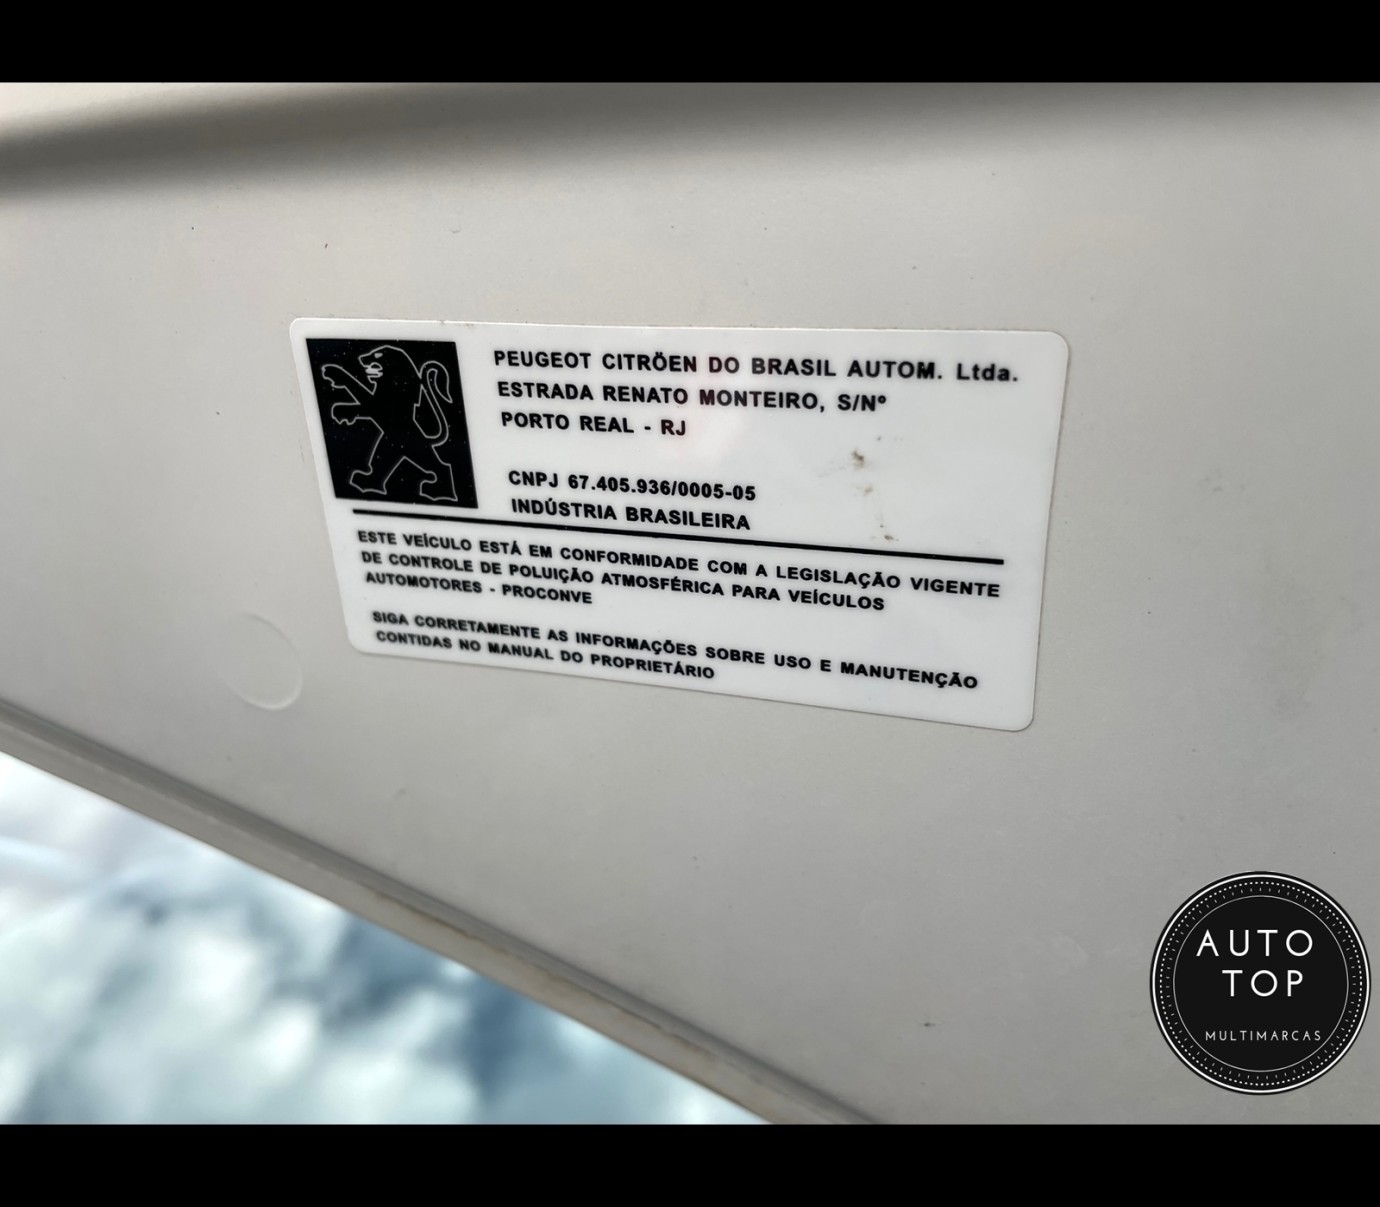 PEUGEOT CITRÖEN DO BRASIL AUTOM. Ltda.
ESTRADA RENATO MONTEIRO, S/Nº
PORTO REAL - RJ
CNPJ 67.405.936/0005-05
INDÚSTRIA BRASILEIRA
ESTE VEÍCULO ESTÁ EM CONFORMIDADE COM A LEGISLAÇÃO VIGENTE
DE CONTROLE DE POLUIÇÃO ATMOSFÉRICA PARA VEÍCULOS
AUTOMOTORES - PROCONVE
SIGA CORRETAMENTE AS INFORMAÇÕES SOBRE USO E MANUTENÇÃO
CONTIDAS NO MANUAL DO PROPRIETÁRIO
AUTO
TOP
MULTIMARCAS